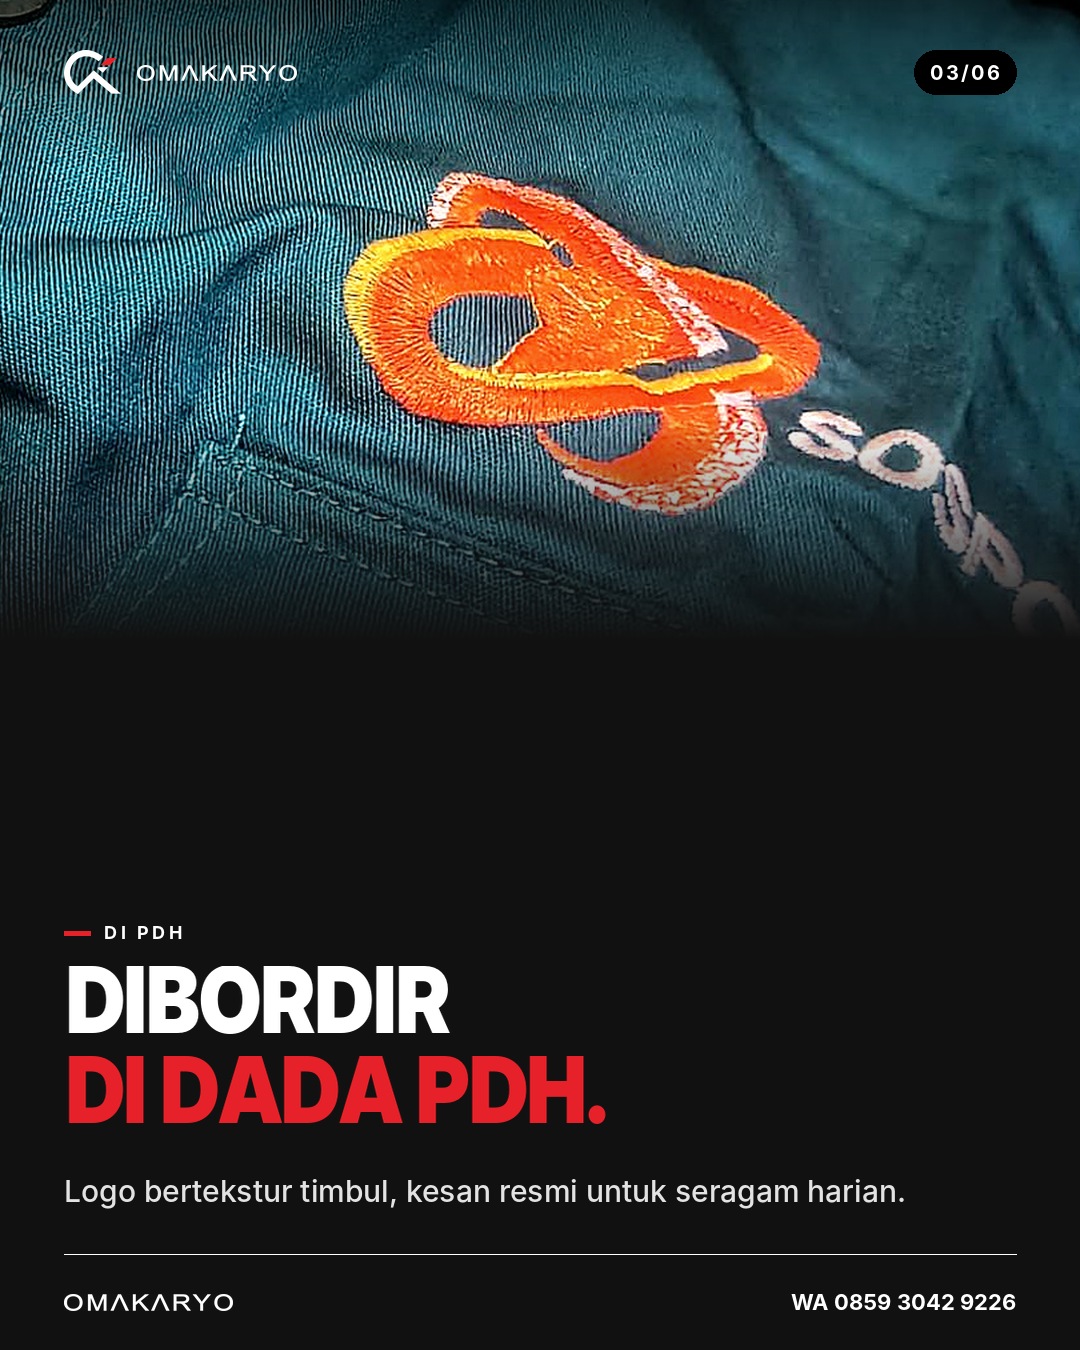 OMAKARYO
03/06
SOMPO
DI PDH
DIBORDIR
DI DADA PDH.
Logo bertekstur timbul, kesan resmi untuk seragam harian.
OMAKARYO
WA 0859 3042 9226